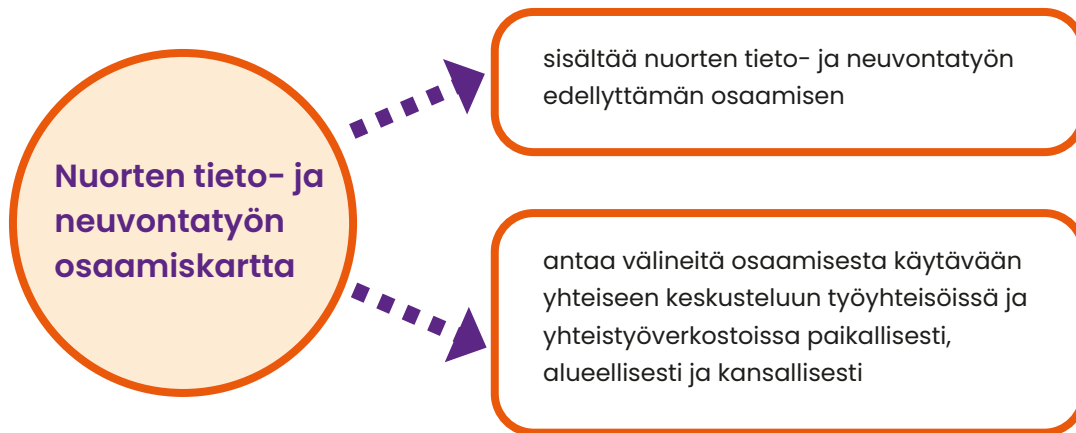 Nuorten tieto- ja
neuvontatyön
osaamiskartta
sisältää nuorten tieto- ja neuvontatyön
edellyttämän osaamisen
antaa välineitä osaamisesta käytävään
yhteiseen keskusteluun työyhteisöissä ja
yhteistyöverkostoissa paikallisesti,
alueellisesti ja kansallisesti